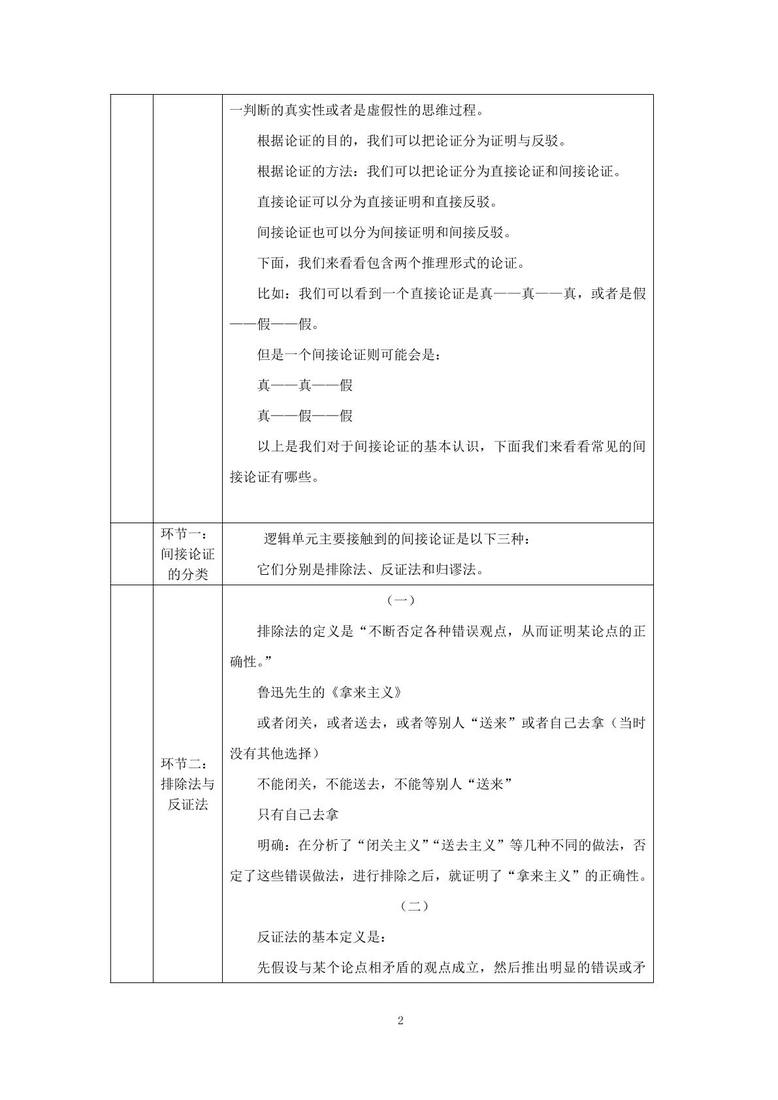 一判断的真实性或者是虚假性的思维过程。
根据论证的目的，我们可以把论证分为证明与反驳。
根据论证的方法：我们可以把论证分为直接论证和间接论证。
直接论证可以分为直接证明和直接反驳。
间接论证也可以分为间接证明和间接反驳。
下面，我们来看看包含两个推理形式的论证。
比如：我们可以看到一个直接论证是真——真——真，或者是假
——假——假。
但是一个间接论证则可能会是：
真——真——假
真——假——假
以上是我们对于间接论证的基本认识，下面我们来看看常见的间
接论证有哪些。
环节一：
间接论证
的分类
逻辑单元主要接触到的间接论证是以下三种：
它们分别是排除法、反证法和归谬法。
环节二：
排除法与
反证法
（一）
排除法的定义是“不断否定各种错误观点，从而证明某论点的正
确性。”
鲁迅先生的《拿来主义》
或者闭关，或者送去，或者等别人“送来”或者自己去拿（当时
没有其他选择）
不能闭关，不能送去，不能等别人“送来”
只有自己去拿
明确：在分析了“闭关主义”“送去主义”等几种不同的做法，否
定了这些错误做法，进行排除之后，就证明了“拿来主义”的正确性。
（二）
反证法的基本定义是：
先假设与某个论点相矛盾的观点成立，然后推出明显的错误或矛
2